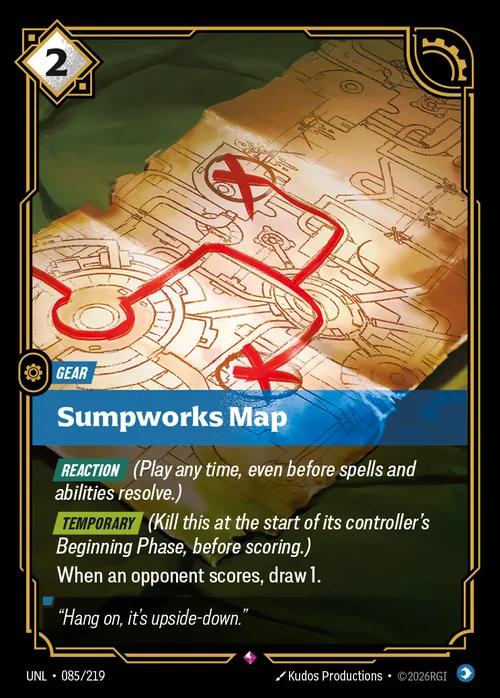 2
GEAR
Sumpworks Map
REACTION (Play any time, even before spells and
abilities resolve.)
TEMPORARY (Kill this at the start of its controller's
Beginning Phase, before scoring.)
When an opponent scores, draw 1.
"Hang on, it's upside-down."
UNL • 085/219
Kudos Productions • ©2026RGI